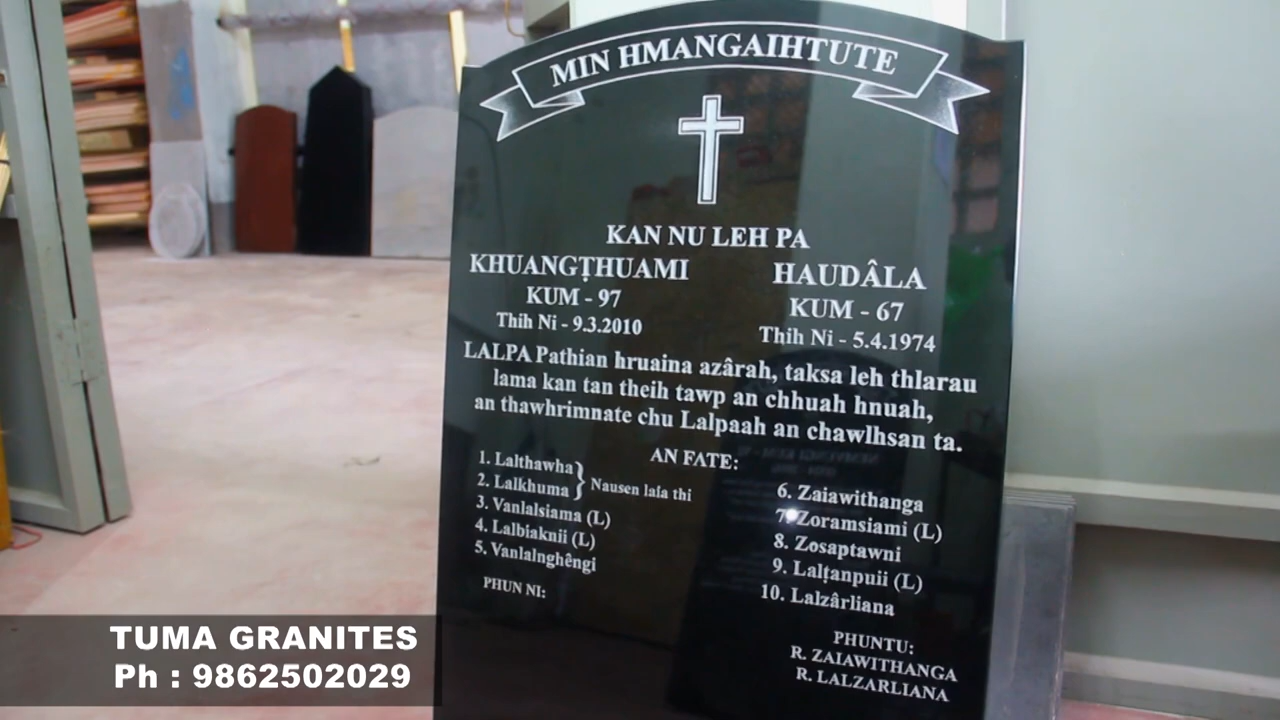 MIN HMANGAIHTUTE
KAN NU LEH PA
KHUANGṬHUAMI
KUM - 97
Thih Ni - 9.3.2010
HAUDÂLA
KUM - 67
Thih Ni - 5.4.1974
LALPA Pathian hruaina azârah, taksa leh thlarau
lama kan tan theih tawp an chhuah hnuah,
an thawhrimnate chu Lalpaah an chawlhsan ta.
AN FATE:
1. Lalthawha
2. Lalkhuma } Nausen lafa thi
3. Vanlalsiama (L)
4. Lalbiaknii (L)
5. Vanlalnghêngi
6. Zaiawithanga
7. Zoramsiami (L)
8. Zosaptawni
9. Lalṭanpuii (L)
10. Lalzârliana
PHUN NI:
PHUNTU:
R. ZAIAWITHANGA
R. LALZARLIANA
TUMA GRANITES
Ph : 9862502029